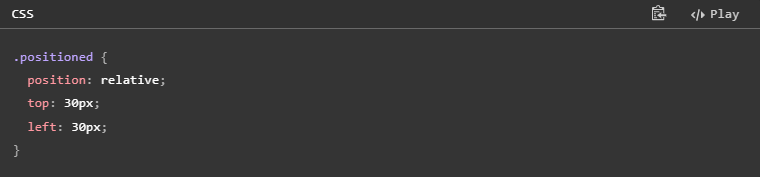 CSS
Play
.positioned {
  position: relative;
  top: 30px;
  left: 30px;
}